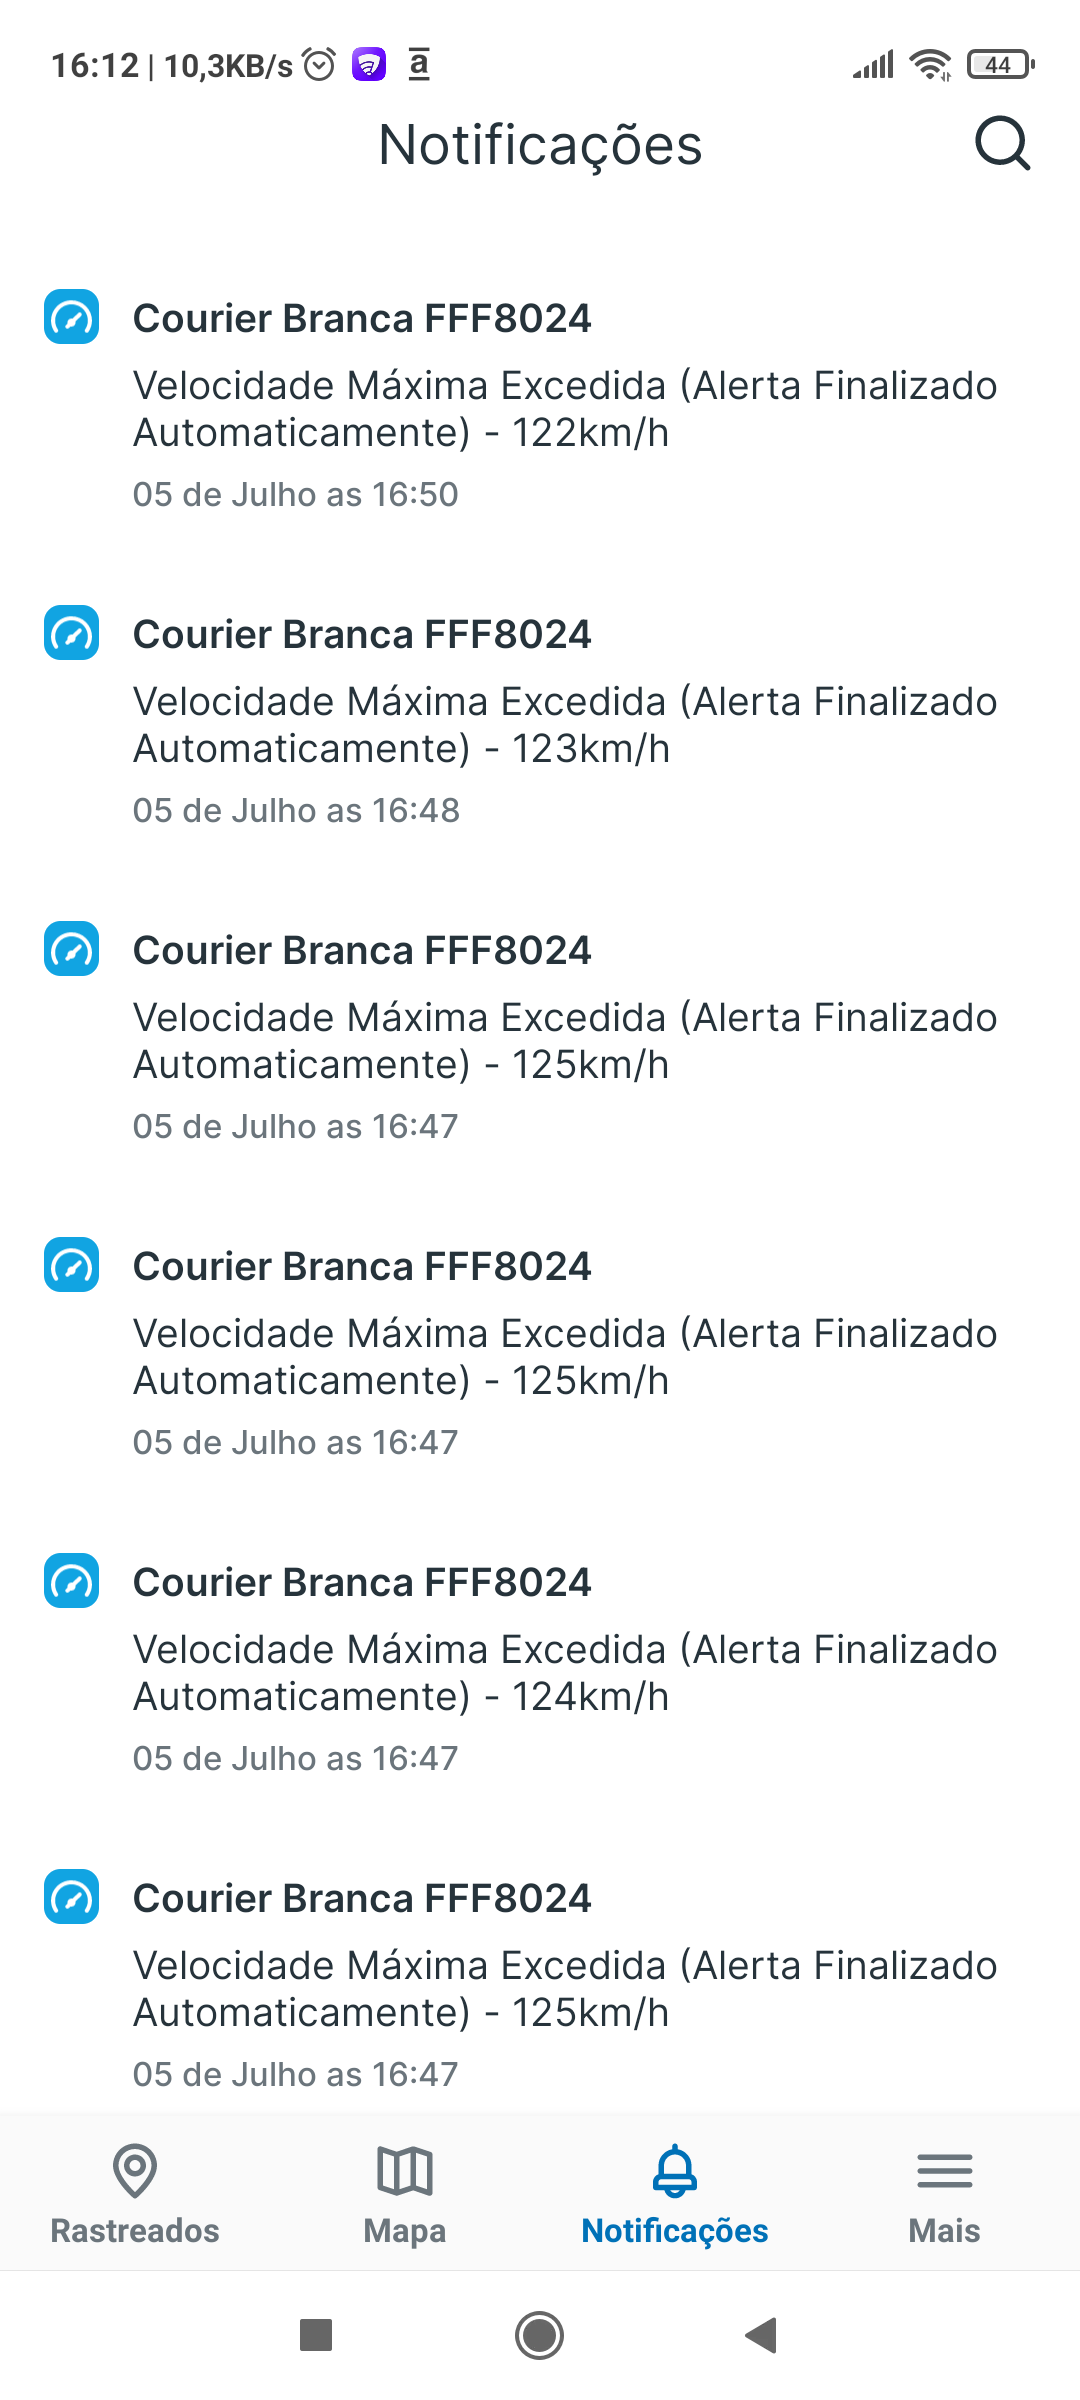 16:12 | 10,3KB/s a 44
Notificações
Courier Branca FFF8024
Velocidade Máxima Excedida (Alerta Finalizado
Automaticamente) - 122km/h
05 de Julho as 16:50
Courier Branca FFF8024
Velocidade Máxima Excedida (Alerta Finalizado
Automaticamente) - 123km/h
05 de Julho as 16:48
Courier Branca FFF8024
Velocidade Máxima Excedida (Alerta Finalizado
Automaticamente) - 125km/h
05 de Julho as 16:47
Courier Branca FFF8024
Velocidade Máxima Excedida (Alerta Finalizado
Automaticamente) - 125km/h
05 de Julho as 16:47
Courier Branca FFF8024
Velocidade Máxima Excedida (Alerta Finalizado
Automaticamente) - 124km/h
05 de Julho as 16:47
Courier Branca FFF8024
Velocidade Máxima Excedida (Alerta Finalizado
Automaticamente) - 125km/h
05 de Julho as 16:47
Rastreados Mapa Notificações Mais